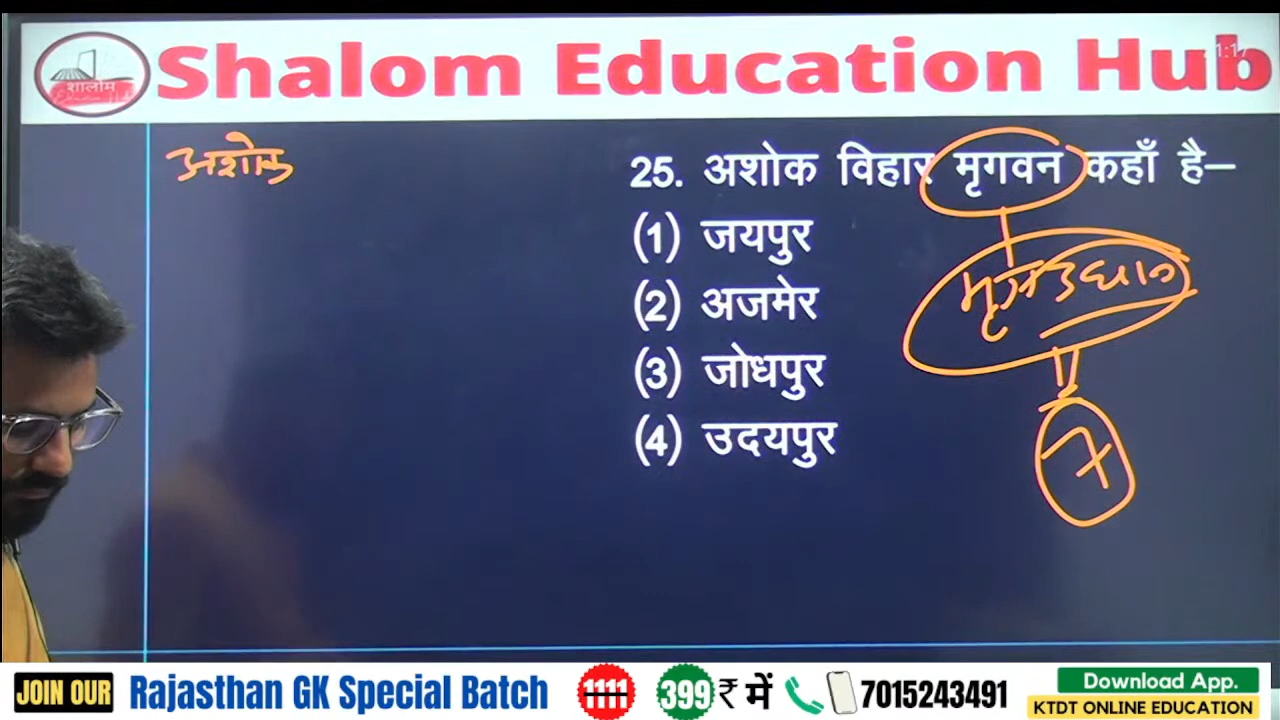 Shalom Education Hub
शालोम
अशोक
25. अशोक विहार मृगवन कहाँ है–
(1) जयपुर
(2) अजमेर
(3) जोधपुर
(4) उदयपुर
मृगउद्यान
7
JOIN OUR Rajasthan GK Special Batch 1111 399 ₹ में 7015243491
Download App.
KTDT ONLINE EDUCATION